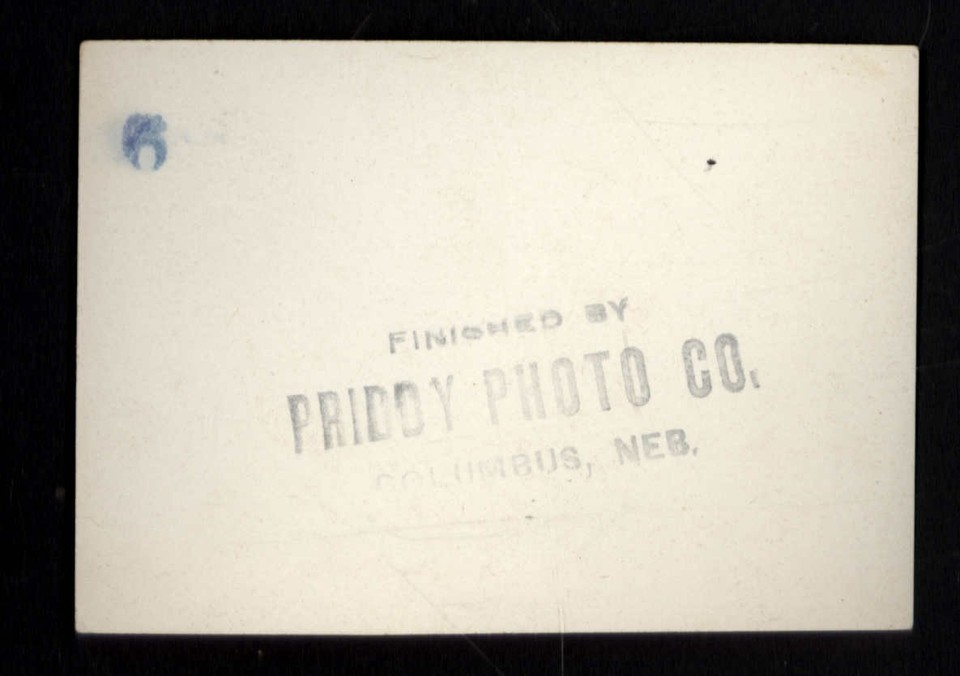 6
FINISHED BY
PRIDDY PHOTO CO.
COLUMBUS, NEB.